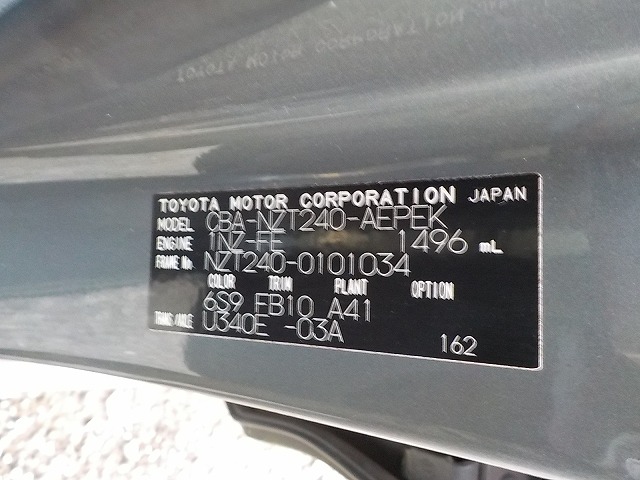 TOYOTA MOTOR CORPORATION JAPAN
MODEL CBA-NZT240-AEPEK
ENGINE 1NZ-FE 1496 mL
FRAME No. NZT240-0101034
COLOR TRIM PLANT OPTION
6S9 FB10 A41
TRANS/AXLE U340E -03A
162